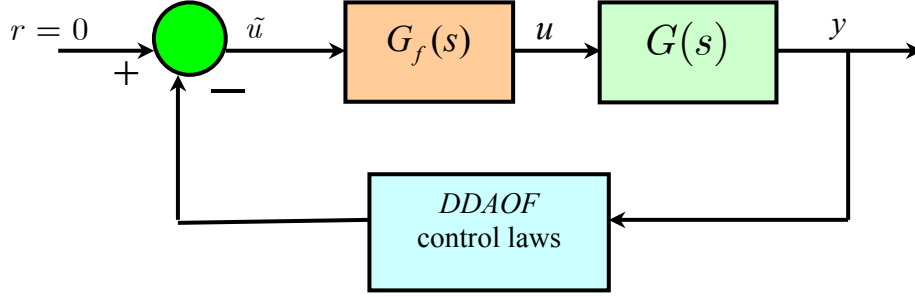 r = 0
+
−
ũ
G_f(s)
u
G(s)
y
DDAOF
control laws